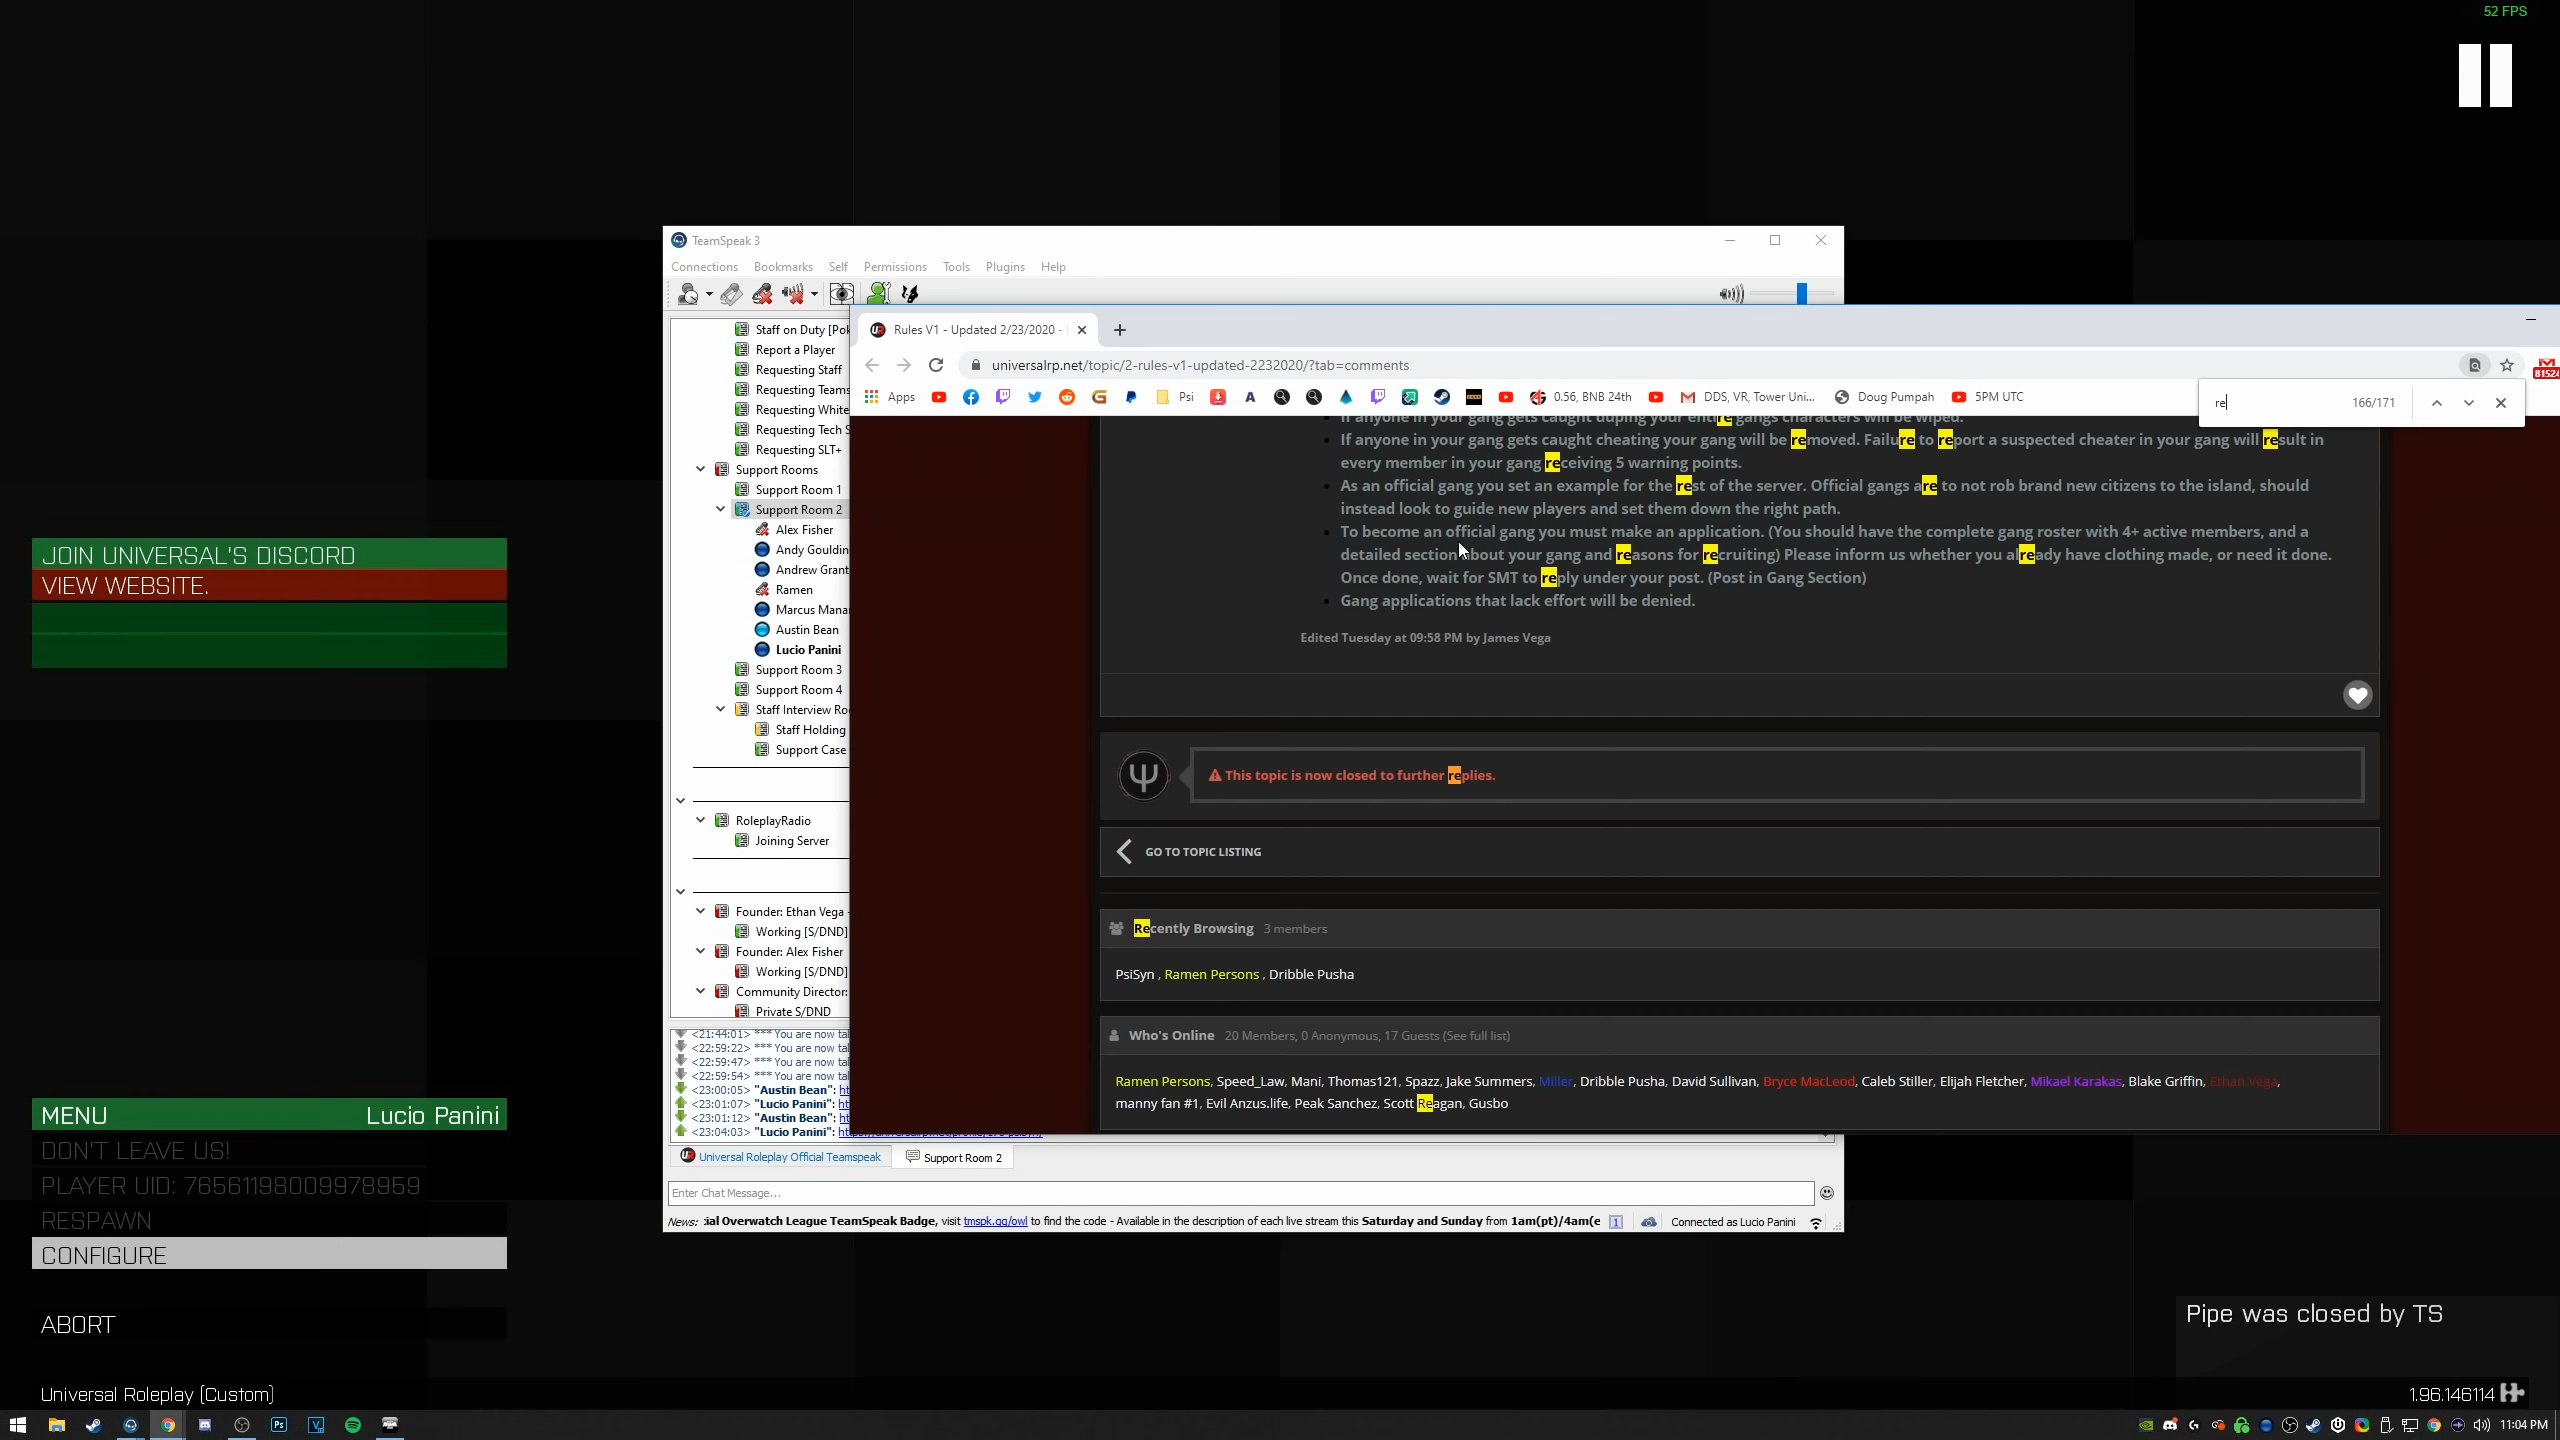 52 FPS
TeamSpeak 3
Connections Bookmarks Self Permissions Tools Plugins Help
Staff on Duty [Pok
Report a Player
Requesting Staff
Requesting Teams
Requesting White
Requesting Tech S
Requesting SLT+
Support Rooms
Support Room 1
Support Room 2
Alex Fisher
Andy Gouldin
Andrew Grant
Ramen
Marcus Mana
Austin Bean
Lucio Panini
Support Room 3
Support Room 4
Staff Interview Ro
Staff Holding
Support Case
RoleplayRadio
Joining Server
Founder: Ethan Vega -
Working [S/DND]
Founder: Alex Fisher
Working [S/DND]
Community Director:
Private S/DND
<21:44:01> *** You are now tal
<22:59:22> *** You are now tal
<22:59:47> *** You are now tal
<22:59:54> *** You are now tal
<23:00:05> "Austin Bean": ht
<23:01:07> "Lucio Panini": ht
<23:01:12> "Austin Bean": ht
<23:04:03> "Lucio Panini":
Universal Roleplay Official Teamspeak Support Room 2
Enter Chat Message...
News: :ial Overwatch League TeamSpeak Badge, visit tmspk.gg/owl to find the code - Available in the description of each live stream this Saturday and Sunday from 1am(pt)/4am(e 1 Connected as Lucio Panini
Rules V1 - Updated 2/23/2020 -
universalrp.net/topic/2-rules-v1-updated-2232020/?tab=comments
81524
Apps Psi 0.56, BNB 24th DDS, VR, Tower Uni... Doug Pumpah 5PM UTC
re 166/171
If anyone in your gang gets caught duping your entire gangs characters will be wiped.
If anyone in your gang gets caught cheating your gang will be removed. Failure to report a suspected cheater in your gang will result in
every member in your gang receiving 5 warning points.
As an official gang you set an example for the rest of the server. Official gangs are to not rob brand new citizens to the island, should
instead look to guide new players and set them down the right path.
To become an official gang you must make an application. (You should have the complete gang roster with 4+ active members, and a
detailed section about your gang and reasons for recruiting) Please inform us whether you already have clothing made, or need it done.
Once done, wait for SMT to reply under your post. (Post in Gang Section)
Gang applications that lack effort will be denied.
Edited Tuesday at 09:58 PM by James Vega
This topic is now closed to further replies.
GO TO TOPIC LISTING
Recently Browsing 3 members
PsiSyn , Ramen Persons , Dribble Pusha
Who's Online 20 Members, 0 Anonymous, 17 Guests (See full list)
Ramen Persons, Speed_Law, Mani, Thomas121, Spazz, Jake Summers, Miller, Dribble Pusha, David Sullivan, Bryce MacLeod, Caleb Stiller, Elijah Fletcher, Mikael Karakas, Blake Griffin, Ethan Vega,
manny fan #1, Evil Anzus.life, Peak Sanchez, Scott Reagan, Gusbo
JOIN UNIVERSAL'S DISCORD
VIEW WEBSITE.
MENU Lucio Panini
DON'T LEAVE US!
PLAYER UID: 76561198009978959
RESPAWN
CONFIGURE
ABORT
Universal Roleplay (Custom)
Pipe was closed by TS
1.96.146114
11:04 PM